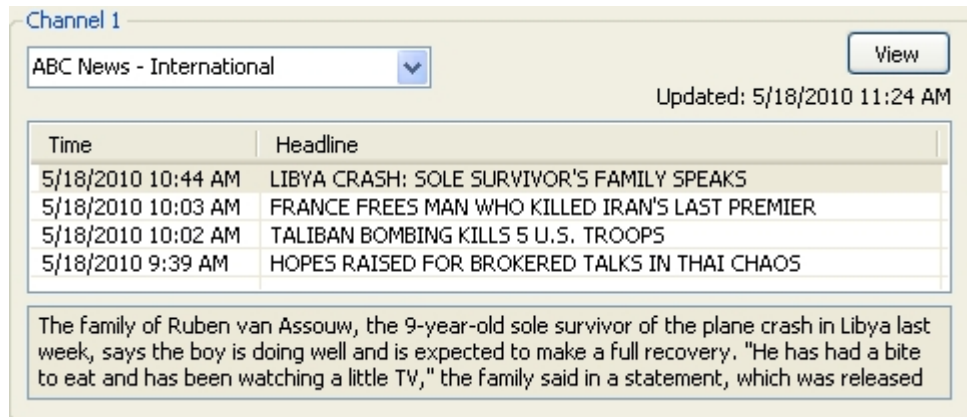 Channel 1
ABC News - International
View
Updated: 5/18/2010 11:24 AM
Time Headline
5/18/2010 10:44 AM LIBYA CRASH: SOLE SURVIVOR'S FAMILY SPEAKS
5/18/2010 10:03 AM FRANCE FREES MAN WHO KILLED IRAN'S LAST PREMIER
5/18/2010 10:02 AM TALIBAN BOMBING KILLS 5 U.S. TROOPS
5/18/2010 9:39 AM HOPES RAISED FOR BROKERED TALKS IN THAI CHAOS
The family of Ruben van Assouw, the 9-year-old sole survivor of the plane crash in Libya last
week, says the boy is doing well and is expected to make a full recovery. "He has had a bite
to eat and has been watching a little TV," the family said in a statement, which was released